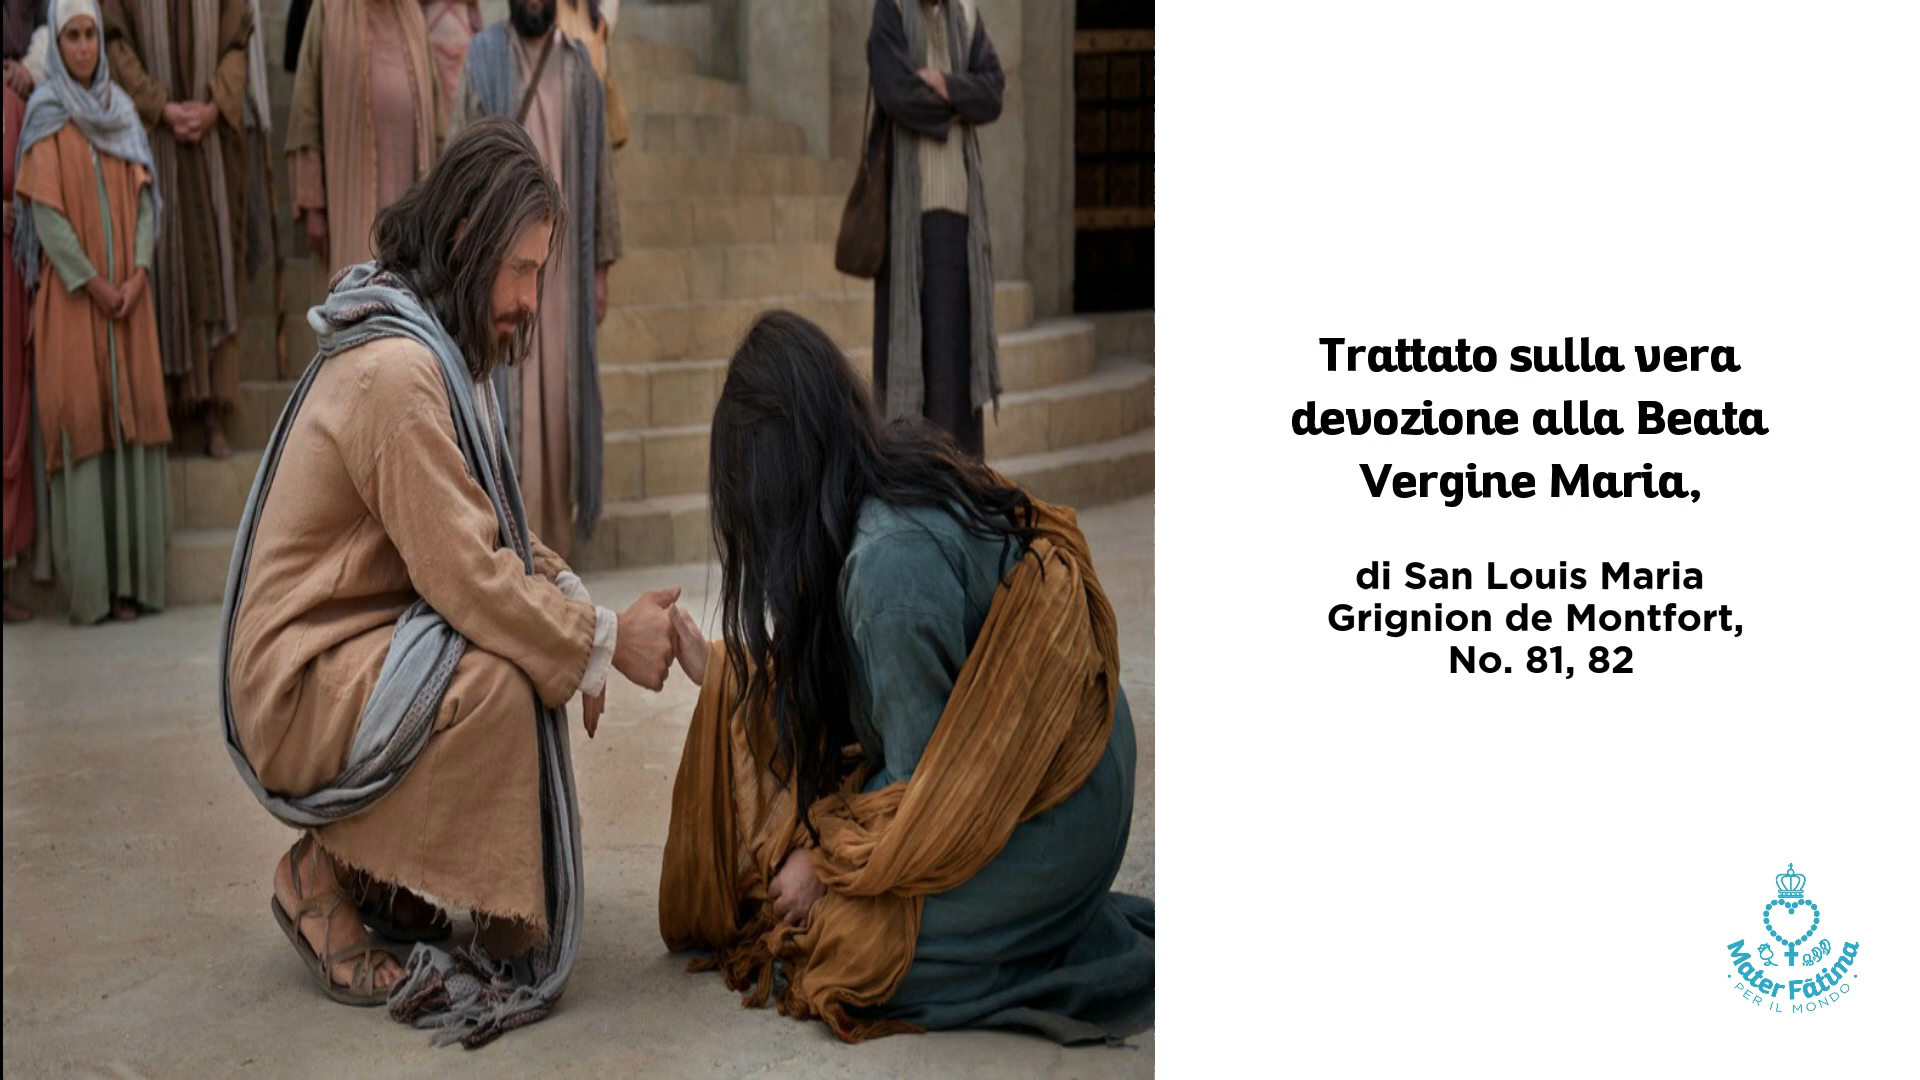 Trattato sulla vera
devozione alla Beata
Vergine Maria,
di San Louis Maria
Grignion de Montfort,
No. 81, 82
Mater Fátima
PER IL MONDO